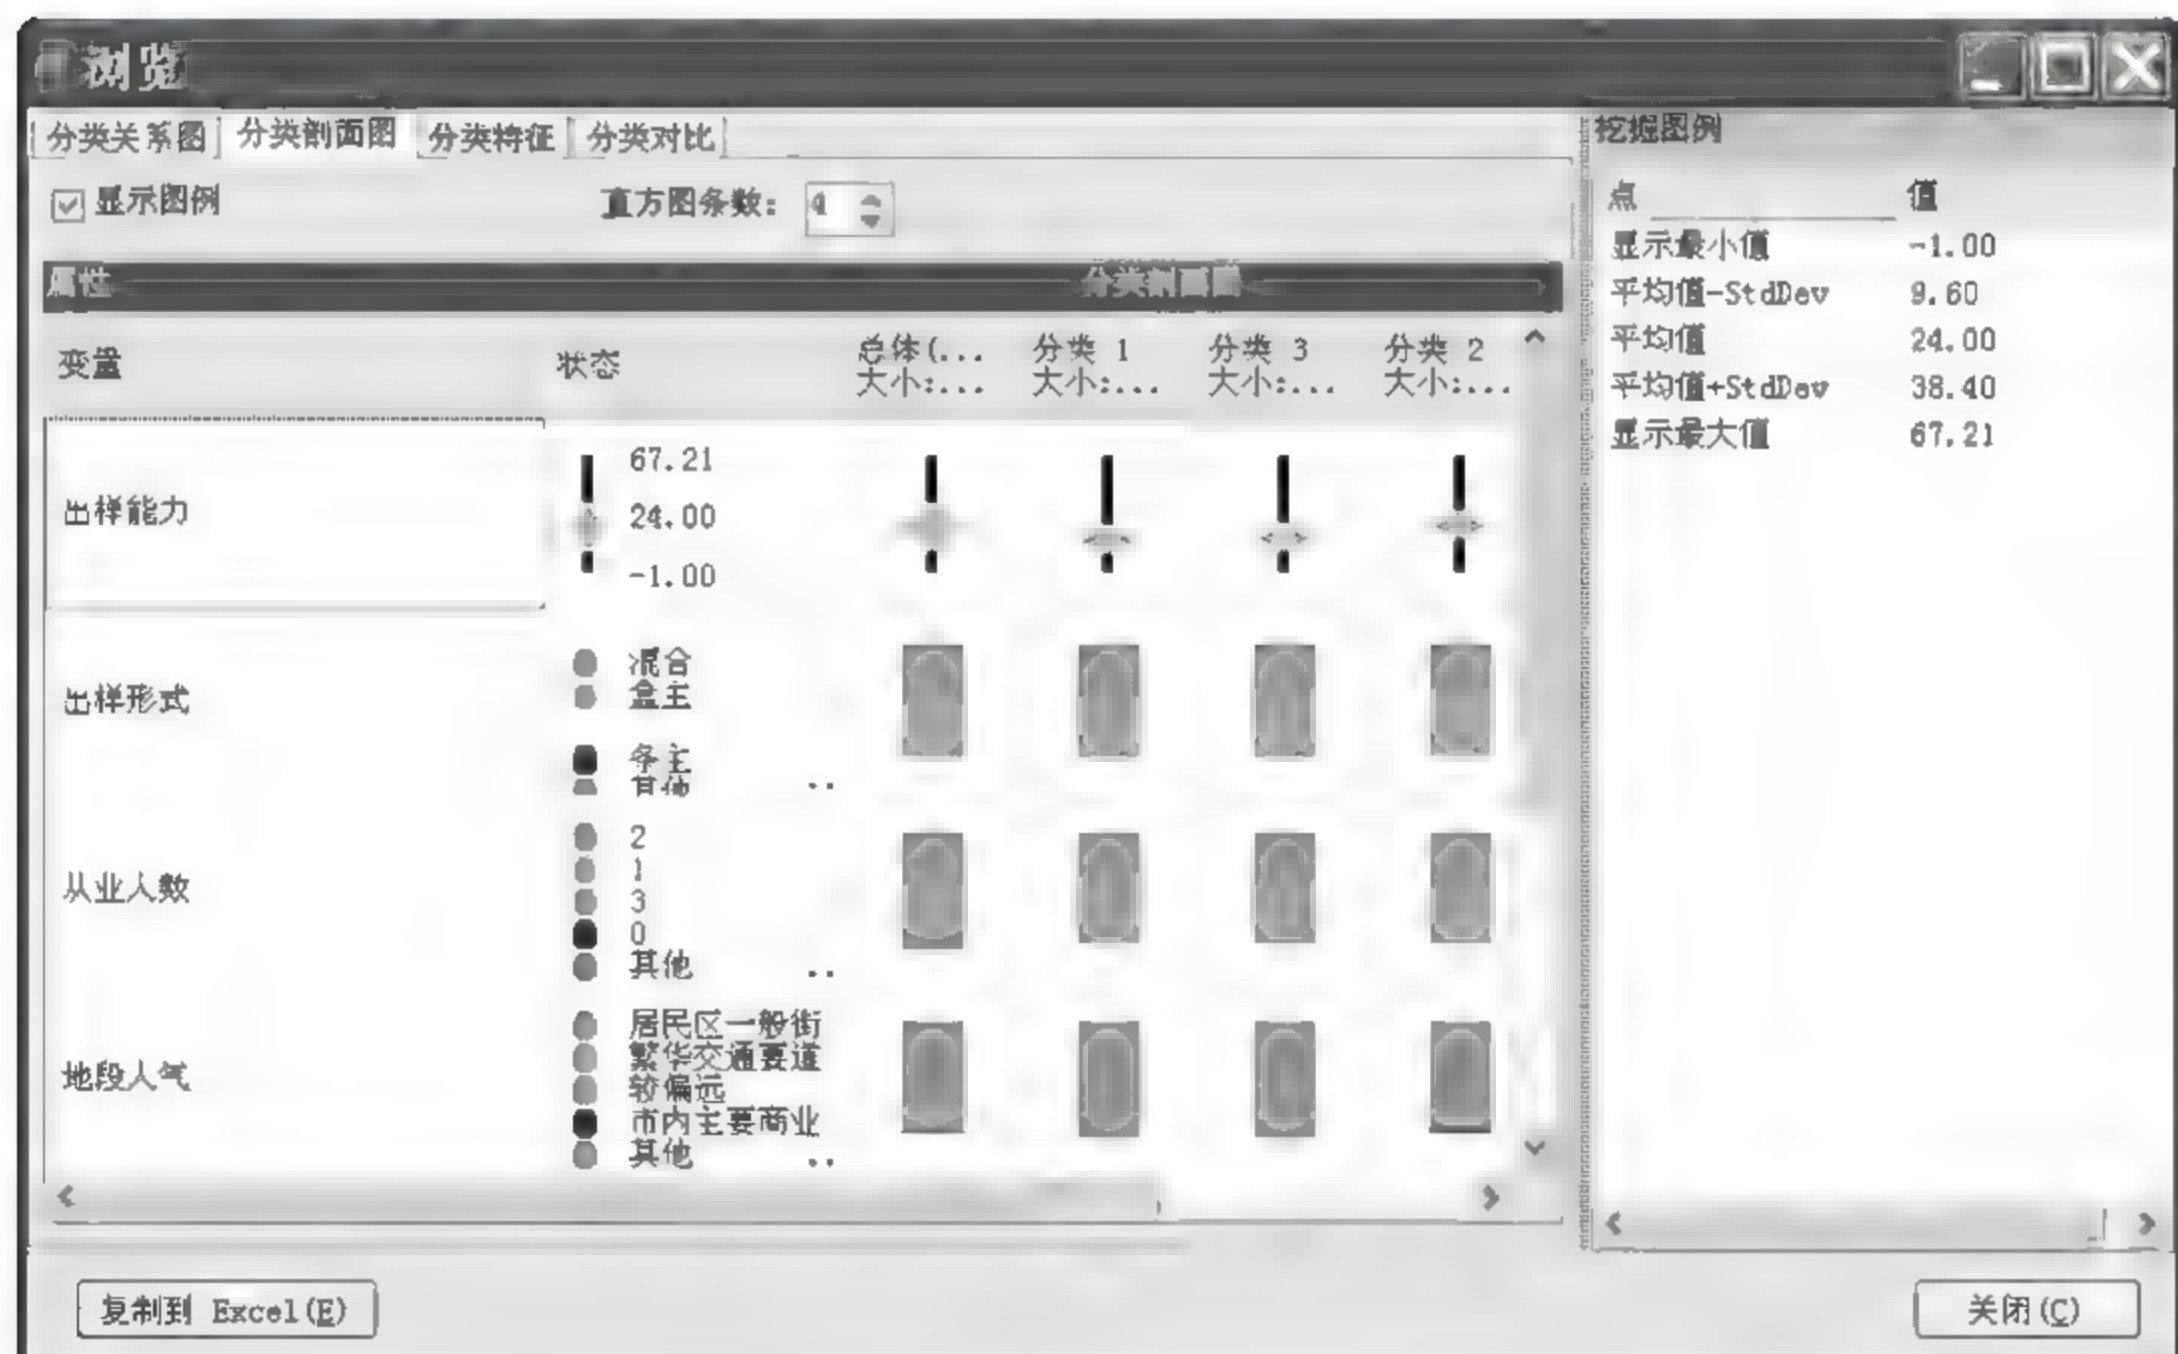 浏览
分类关系图 分类剖面图 分类特征 分类对比
显示图例 直方图条数: 4
属性 分类剖面图
变量 状态 总体(... 分类 1 分类 3 分类 2
大小:... 大小:... 大小:... 大小:...
出样能力
67.21
24.00
-1.00
出样形式
混合
盒主
条主
其他 ..
从业人数
2
1
3
0
其他 ..
地段人气
居民区一般街
繁华交通要道
较偏远
市内主要商业
其他 ..
挖掘图例
点 值
显示最小值 -1.00
平均值-StdDev 9.60
平均值 24.00
平均值+StdDev 38.40
显示最大值 67.21
复制到 Excel(E) 关闭(C)